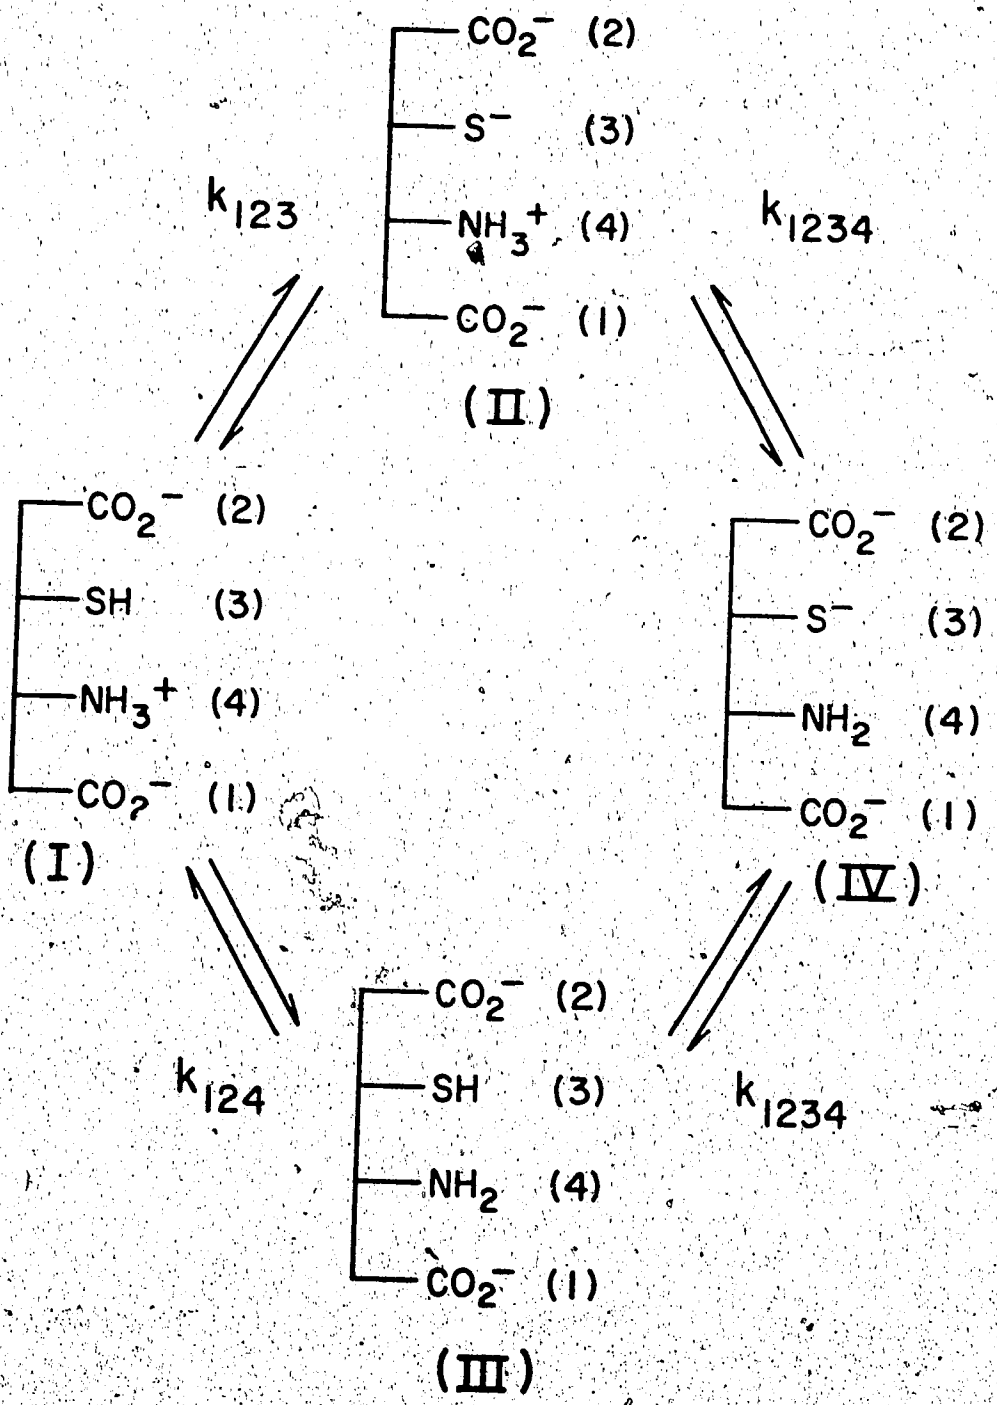 CO₂⁻ (2)
S⁻ (3)
NH₃⁺ (4)
CO₂⁻ (1)
(II)
k₁₂₃
k₁₂₃₄
CO₂⁻ (2)
SH (3)
NH₃⁺ (4)
CO₂⁻ (1)
(I)
CO₂⁻ (2)
S⁻ (3)
NH₂ (4)
CO₂⁻ (1)
(IV)
k₁₂₄
k₁₂₃₄
CO₂⁻ (2)
SH (3)
NH₂ (4)
CO₂⁻ (1)
(III)